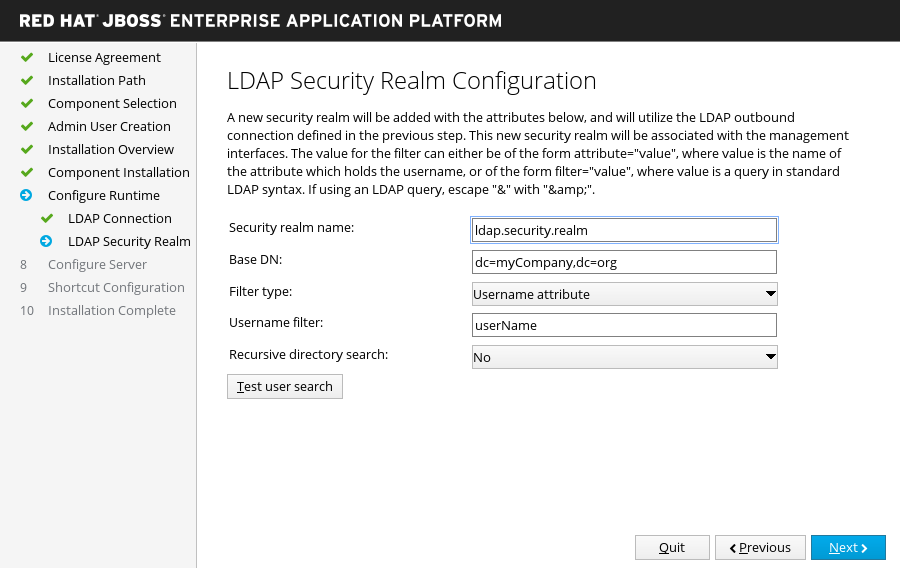 RED HAT® JBOSS® ENTERPRISE APPLICATION PLATFORM
License Agreement
Installation Path
Component Selection
Admin User Creation
Installation Overview
Component Installation
Configure Runtime
LDAP Connection
LDAP Security Realm
8 Configure Server
9 Shortcut Configuration
10 Installation Complete
LDAP Security Realm Configuration
A new security realm will be added with the attributes below, and will utilize the LDAP outbound
connection defined in the previous step. This new security realm will be associated with the management
interfaces. The value for the filter can either be of the form attribute="value", where value is the name of
the attribute which holds the username, or of the form filter="value", where value is a query in standard
LDAP syntax. If using an LDAP query, escape "&" with "&amp;".
Security realm name: ldap.security.realm
Base DN: dc=myCompany,dc=org
Filter type: Username attribute
Username filter: userName
Recursive directory search: No
Test user search
Quit Previous Next